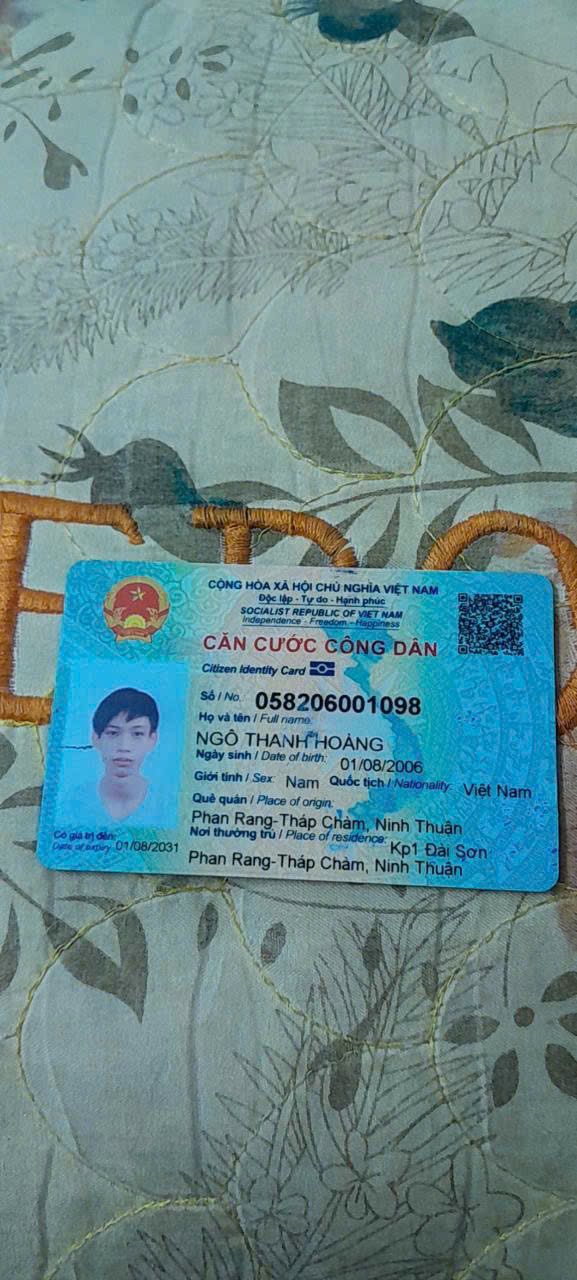 CỘNG HÒA XÃ HỘI CHỦ NGHĨA VIỆT NAM
Độc lập - Tự do - Hạnh phúc
SOCIALIST REPUBLIC OF VIET NAM
Independence - Freedom - Happiness
CĂN CƯỚC CÔNG DÂN
Citizen Identity Card
Số / No. 058206001098
Họ và tên / Full name:
NGÔ THANH HOÀNG
Ngày sinh / Date of birth: 01/08/2006
Giới tính / Sex: Nam Quốc tịch / Nationality: Việt Nam
Quê quán / Place of origin:
Phan Rang-Tháp Chàm, Ninh Thuận
Nơi thường trú / Place of residence: Kp1 Đài Sơn
Phan Rang-Tháp Chàm, Ninh Thuận
Có giá trị đến:
Date of expiry 01/08/2031